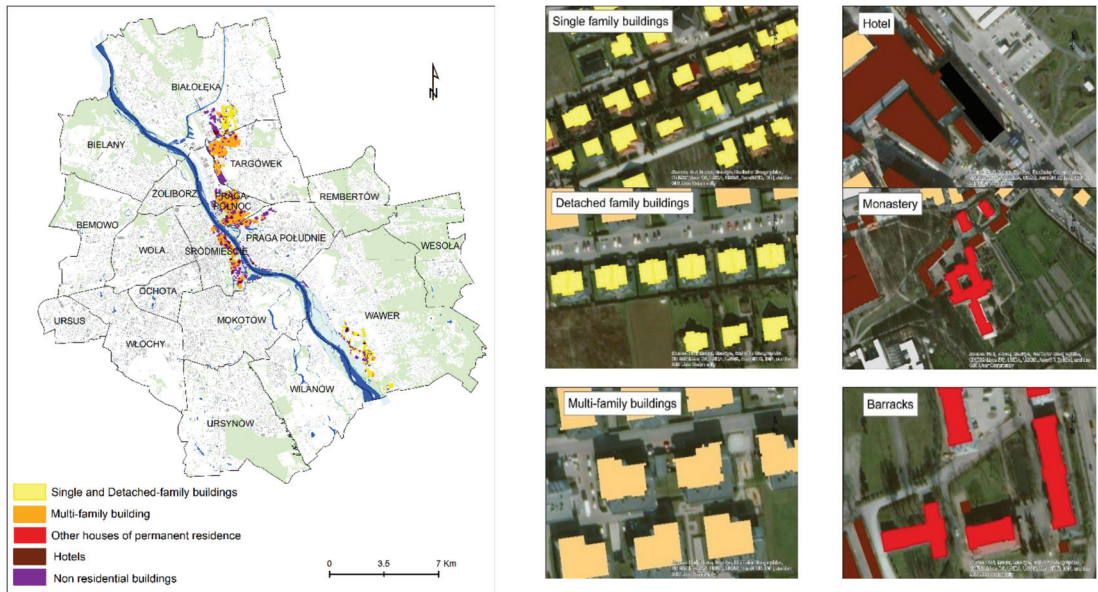 N
BIAŁOŁĘKA
BIELANY
TARGÓWEK
ŻOLIBORZ
PRAGA-
PÓŁNOC
REMBERTÓW
BEMOWO
WOLA
ŚRÓDMIEŚCIE
PRAGA POŁUDNIE
WESOŁA
OCHOTA
URSUS
MOKOTÓW
WAWER
WŁOCHY
WILANÓW
URSYNÓW
Single and Detached-family buildings
Multi-family building
Other houses of permanent residence
Hotels
Non residential buildings
0 3.5 7 Km
Single family buildings
Detached family buildings
Multi-family buildings
Hotel
Monastery
Barracks